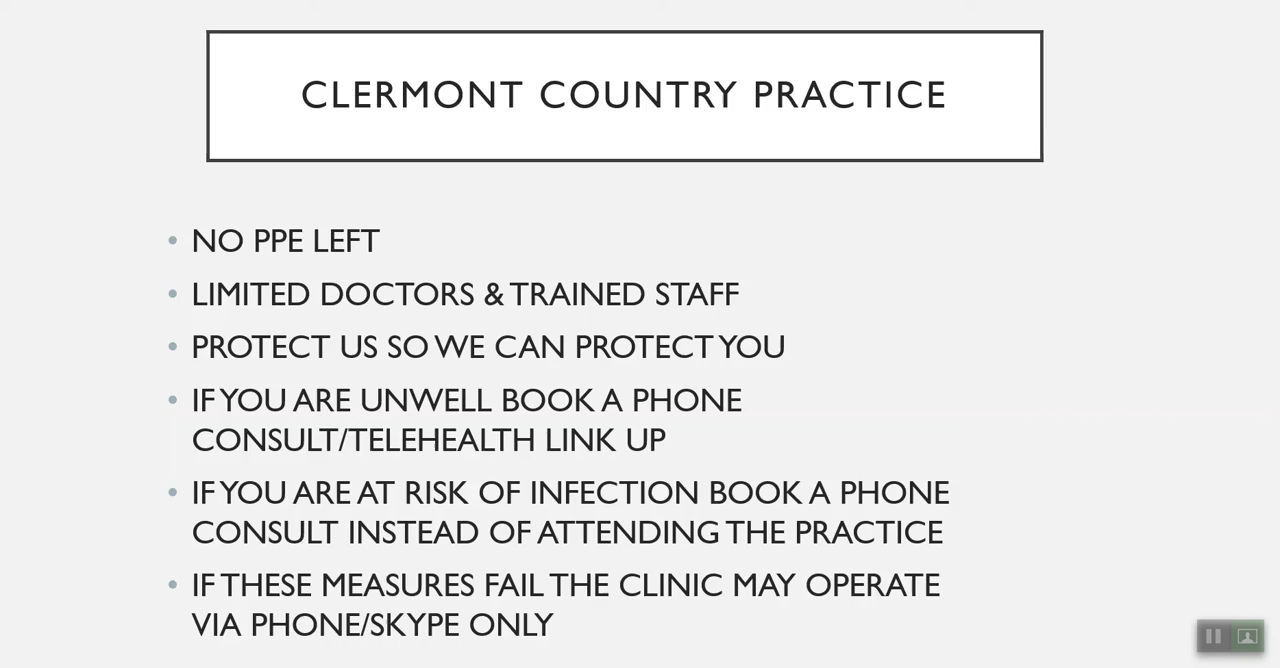 CLERMONT COUNTRY PRACTICE
• NO PPE LEFT
• LIMITED DOCTORS & TRAINED STAFF
• PROTECT US SO WE CAN PROTECT YOU
• IF YOU ARE UNWELL BOOK A PHONE
CONSULT/TELEHEALTH LINK UP
• IF YOU ARE AT RISK OF INFECTION BOOK A PHONE
CONSULT INSTEAD OF ATTENDING THE PRACTICE
• IF THESE MEASURES FAIL THE CLINIC MAY OPERATE
VIA PHONE/SKYPE ONLY